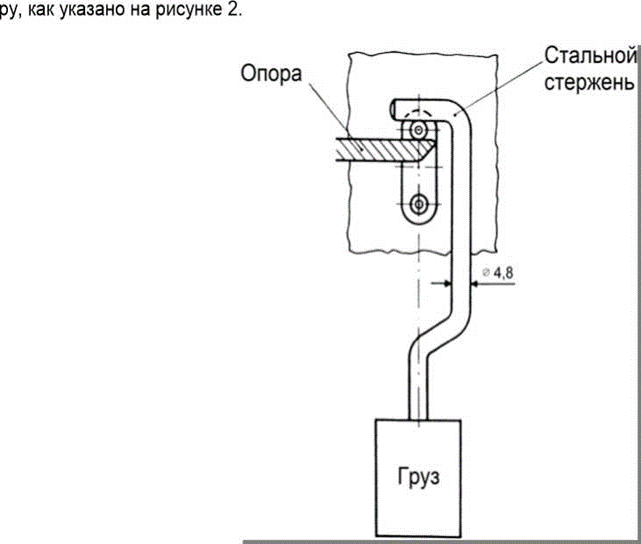 ру, как указано на рисунке 2.
Стальной
стержень
Опора
⌀ 4,8
Груз